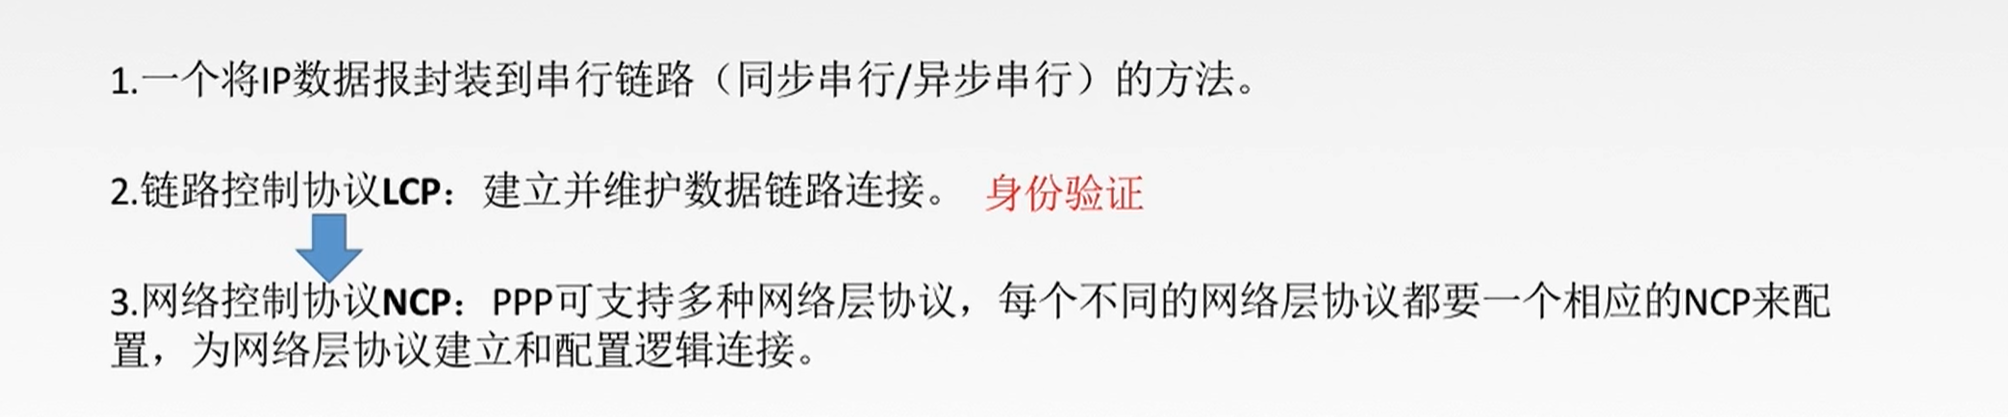 1.一个将IP数据报封装到串行链路（同步串行/异步串行）的方法。
2.链路控制协议LCP：建立并维护数据链路连接。 身份验证
3.网络控制协议NCP：PPP可支持多种网络层协议，每个不同的网络层协议都要一个相应的NCP来配
置，为网络层协议建立和配置逻辑连接。